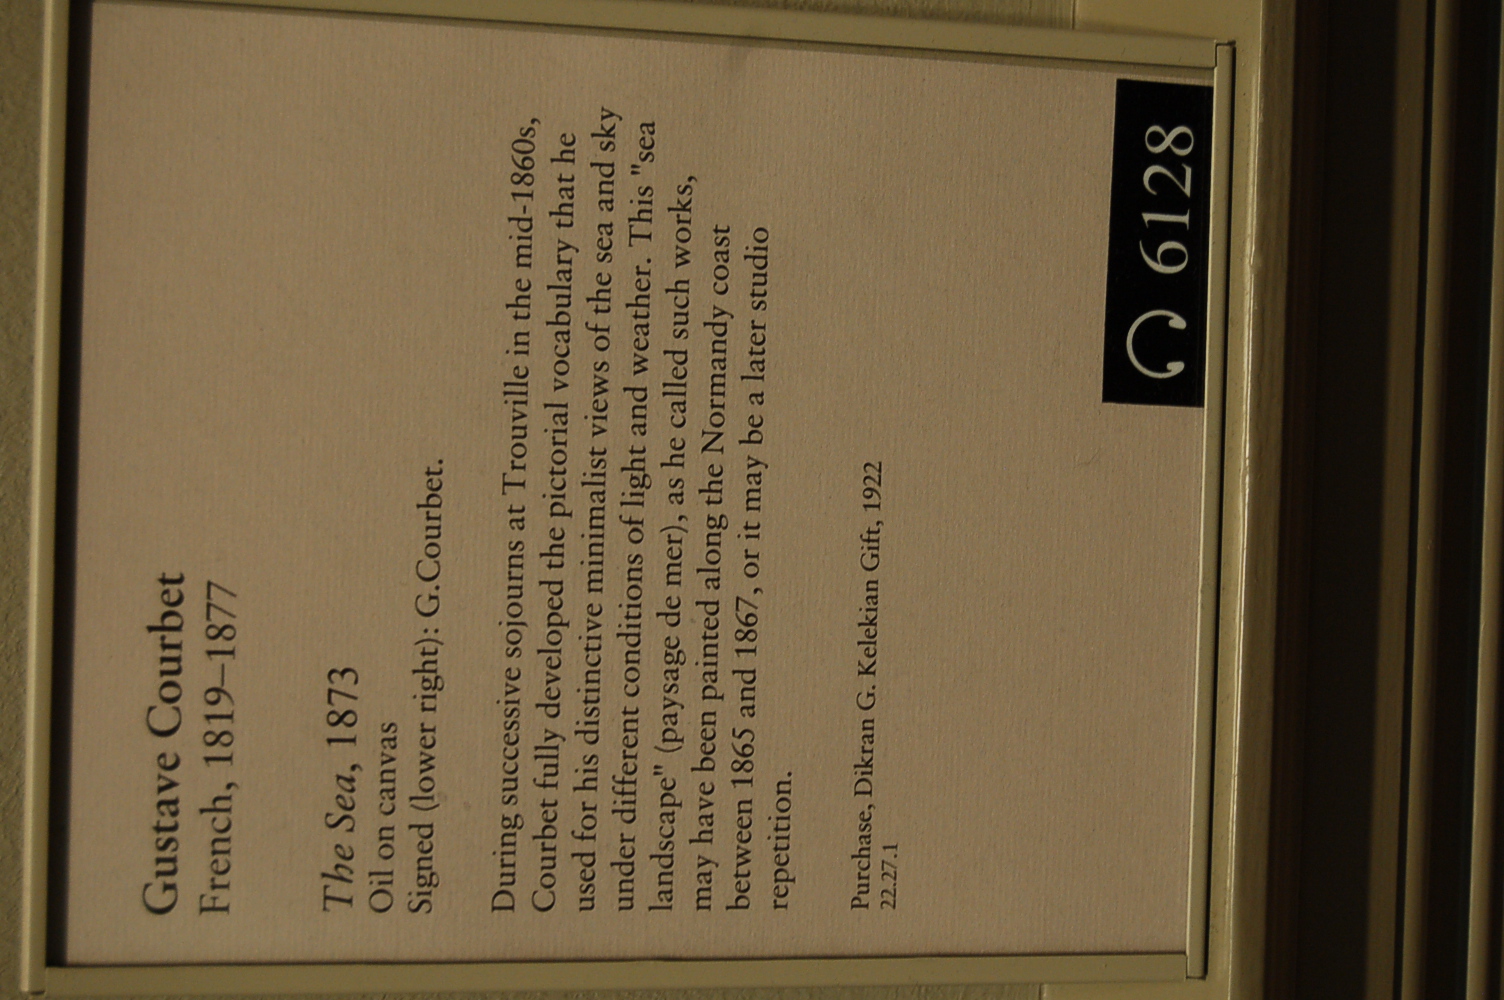 Gustave Courbet
French, 1819–1877
The Sea, 1873
Oil on canvas
Signed (lower right): G.Courbet.
During successive sojourns at Trouville in the mid-1860s,
Courbet fully developed the pictorial vocabulary that he
used for his distinctive minimalist views of the sea and sky
under different conditions of light and weather. This "sea
landscape" (paysage de mer), as he called such works,
may have been painted along the Normandy coast
between 1865 and 1867, or it may be a later studio
repetition.
Purchase, Dikran G. Kelekian Gift, 1922
22.27.1
6128